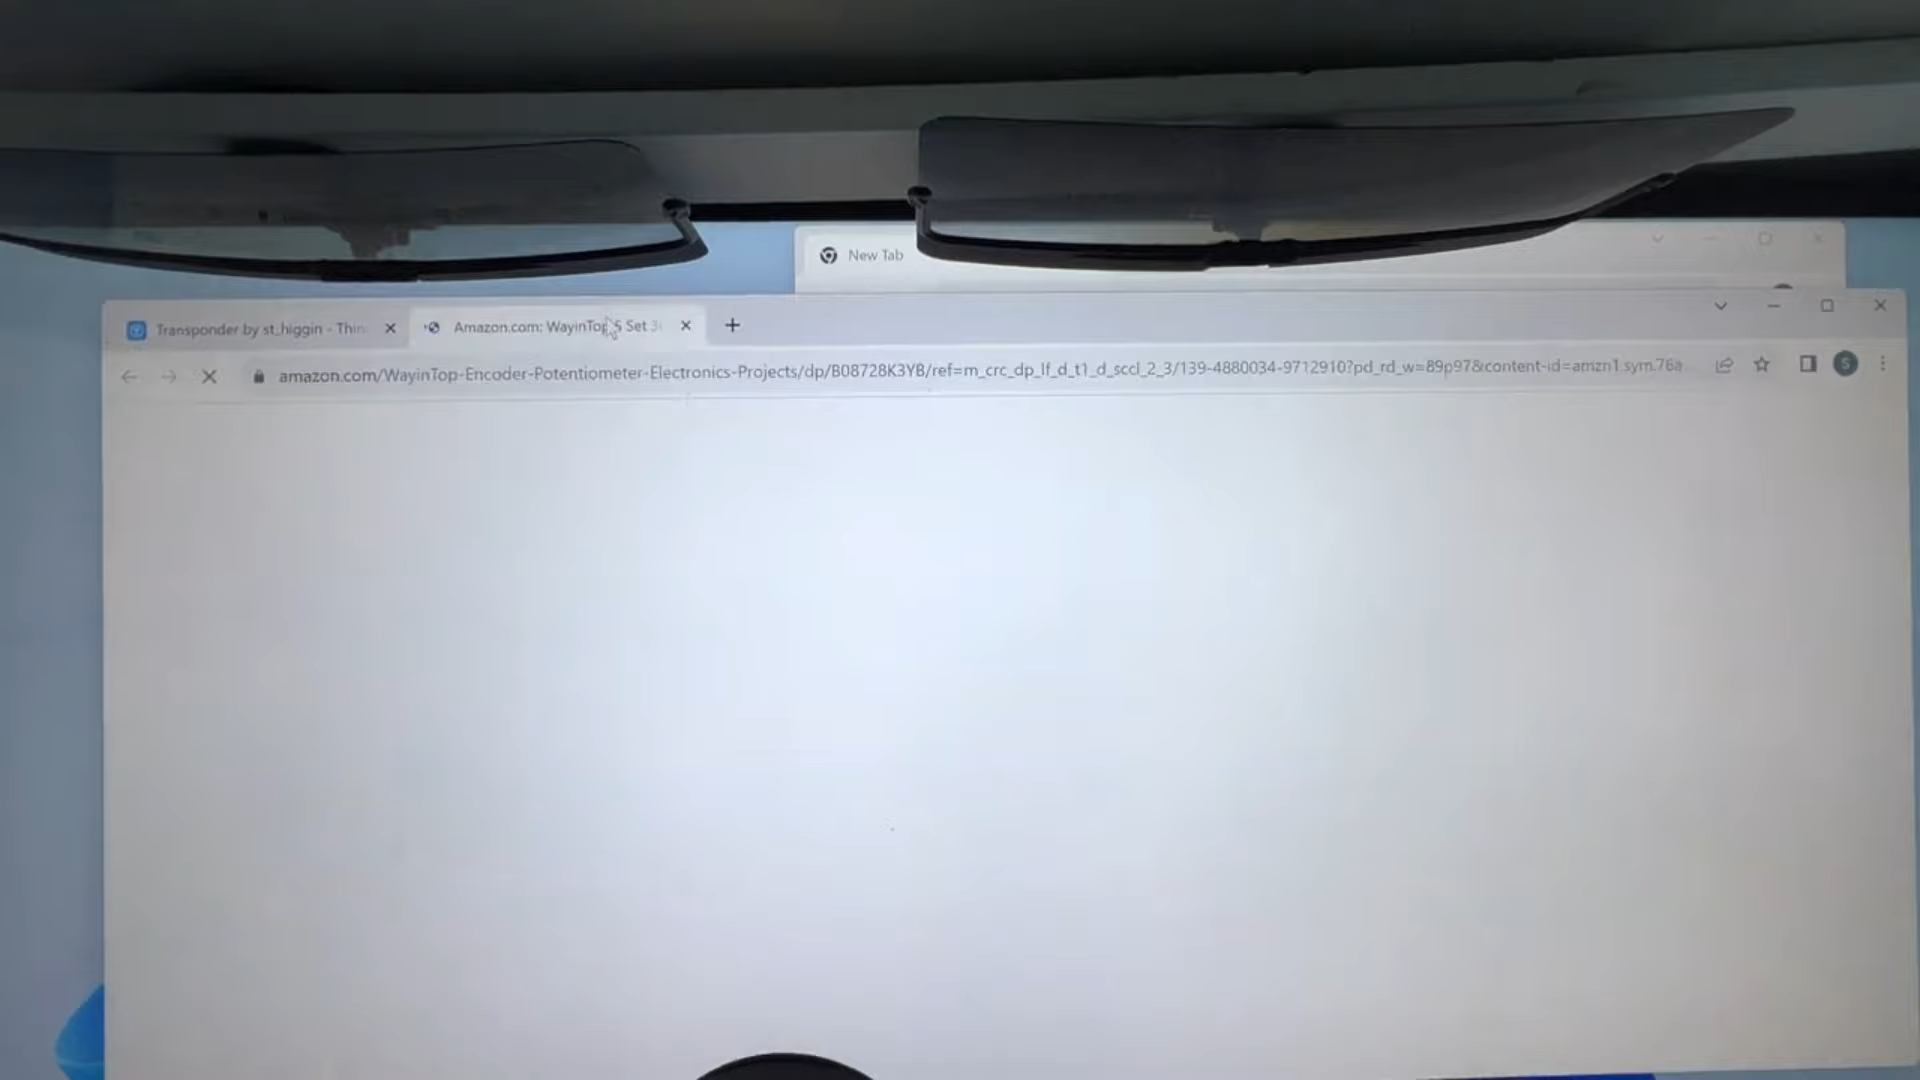 New Tab
Transponder by st_higgin - Thin
Amazon.com: WayinTop 5 Set 3
amazon.com/WayinTop-Encoder-Potentiometer-Electronics-Projects/dp/B08728K3YB/ref=m_crc_dp_lf_d_t1_d_sccl_2_3/139-4880034-9712910?pd_rd_w=89p97&content-id=amzn1.sym.76a
S